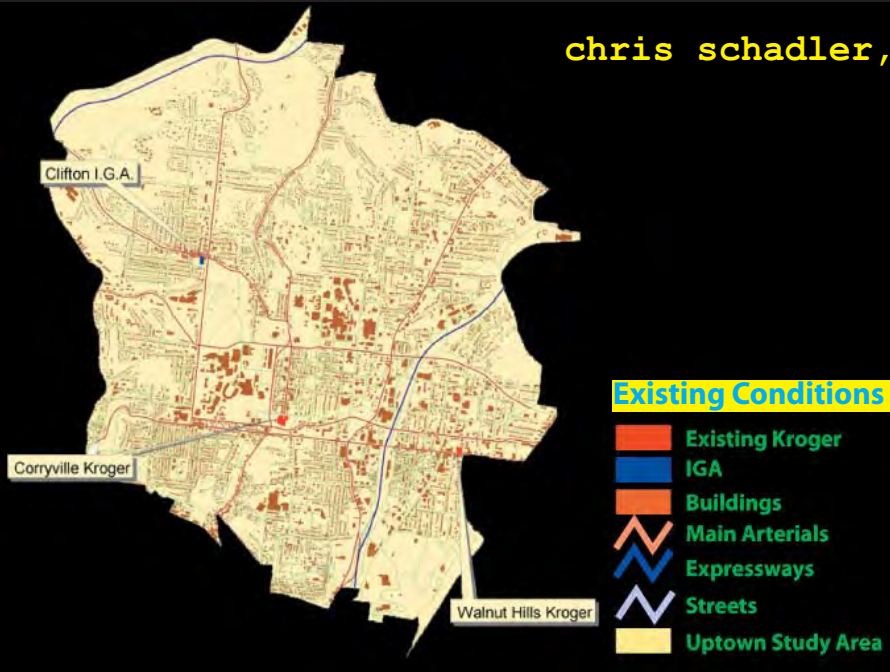 chris schadler,
Clifton I.G.A.
Corryville Kroger
Walnut Hills Kroger
Existing Conditions
Existing Kroger
IGA
Buildings
Main Arterials
Expressways
Streets
Uptown Study Area